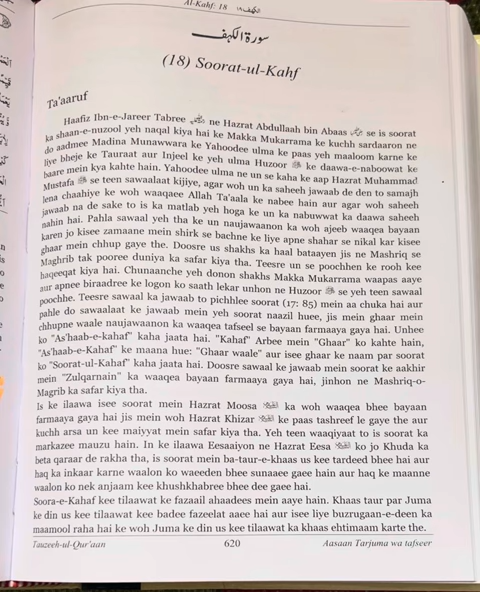 Al-Kahf: 18 الكهف ١٨
سورة الكهف
(18) Soorat-ul-Kahf
Ta'aaruf
Haafiz Ibn-e-Jareer Tabree ne Hazrat Abdullaah bin Abaas se is soorat
ka shaan-e-nuzool yeh naqal kiya hai ke Makka Mukarrama ke kuchh sardaaron ne
do aadmee Madina Munawwara ke Yahoodee ulma ke paas yeh maaloom karne ke
liye bheje ke Tauraat aur Injeel ke yeh ulma Huzoor ﷺ ke daawa-e-naboowat ke
baare mein kya kahte hain. Yahoodee ulma ne un se kaha ke aap Hazrat Muhammad
Mustafa ﷺ se teen sawaalaat kijiye, agar woh un ka saheeh jawaab de den to samajh
lena chaahiye ke woh waaqaee Allah Ta'aala ke nabee hain aur agar woh saheeh
jawaab na de sake to is ka matlab yeh hoga ke un ka nabuwwat ka daawa saheeh
nahin hai. Pahla sawaal yeh tha ke un naujawaanon ka woh ajeeb waaqea bayaan
karen jo kisee zamaane mein shirk se bachne ke liye apne shahar se nikal kar kisee
ghaar mein chhup gaye the. Doosre us shakhs ka haal bataayen jis ne Mashriq se
Maghrib tak pooree duniya ka safar kiya tha. Teesre un se poochhen ke rooh kee
haqeeqat kiya hai. Chunaanche yeh donon shakhs Makka Mukarrama waapas aaye
aur apnee biraadree ke logon ko saath lekar unhon ne Huzoor ﷺ se yeh teen sawaal
poochhe. Teesre sawaal ka jawaab to pichhlee soorat (17: 85) mein aa chuka hai aur
pahle do sawaalaat ke jawaab mein yeh soorat naazil huee, jis mein ghaar mein
chhupne waale naujawaanon ka waaqea tafseel se bayaan farmaaya gaya hai. Unhee
ko "As'haab-e-kahaf" kaha jaata hai. "Kahaf" Arbee mein "Ghaar" ko kahte hain,
"As'haab-e-Kahaf" ke maana hue: "Ghaar waale" aur isee ghaar ke naam par soorat
ko "Soorat-ul-Kahaf" kaha jaata hai. Doosre sawaal ke jawaab mein soorat ke aakhir
mein "Zulqarnain" ka waaqea bayaan farmaaya gaya hai, jinhon ne Mashriq-o-
Magrib ka safar kiya tha.
Is ke ilaawa isee soorat mein Hazrat Moosa ka woh waaqea bhee bayaan
farmaaya gaya hai jis mein woh Hazrat Khizar ke paas tashreef le gaye the aur
kuchh arsa un kee maiyyat mein safar kiya tha. Yeh teen waaqiyaat to is soorat ka
markazee mauzu hain. In ke ilaawa Eesaaiyon ne Hazrat Eesa ko jo Khuda ka
beta qaraar de rakha tha, is soorat mein ba-taur-e-khaus us kee tardeed bhee hai aur
haq ka inkaar karne waalon ko waeeden bhee sunaaee gaee hain aur haq ke maanne
waalon ko nek anjaam kee khushkhabree bhee dee gaee hai.
Soora-e-Kahaf kee tilaawat ke fazaail ahaadees mein aaye hain. Khaas taur par Juma
ke din us kee tilaawat kee badee fazeelat aaee hai aur isee liye buzrugaan-e-deen ka
maamool raha hai ke woh Juma ke din us kee tilaawat ka khaas ehtimaam karte the.
Tauzeeh-ul-Qur'aan 620 Aasaan Tarjuma wa tafseer